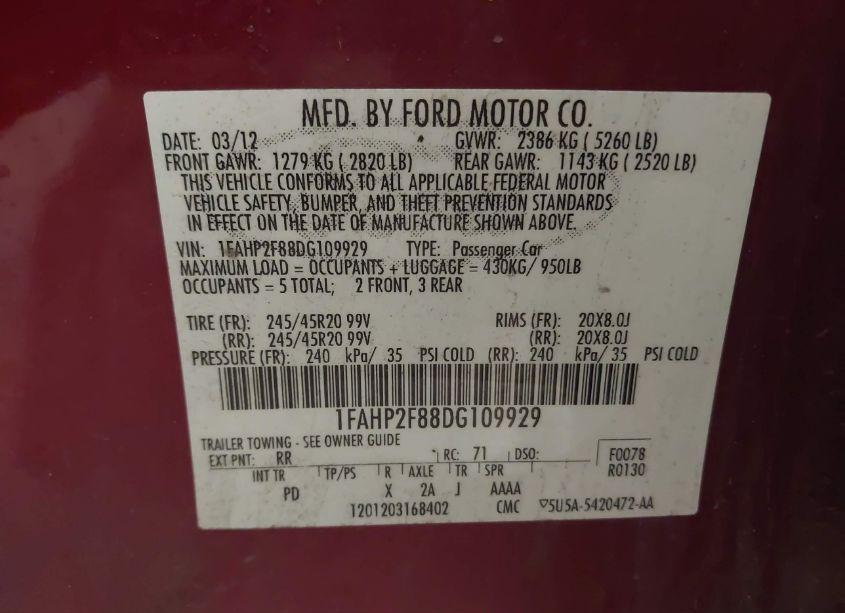 MFD. BY FORD MOTOR CO.
DATE: 03/12 GVWR: 2386 KG ( 5260 LB)
FRONT GAWR: 1279 KG ( 2820 LB) REAR GAWR: 1143 KG ( 2520 LB)
THIS VEHICLE CONFORMS TO ALL APPLICABLE FEDERAL MOTOR
VEHICLE SAFETY, BUMPER, AND THEFT PREVENTION STANDARDS
IN EFFECT ON THE DATE OF MANUFACTURE SHOWN ABOVE.
VIN: 1FAHP2F88DG109929 TYPE: Passenger Car
MAXIMUM LOAD = OCCUPANTS + LUGGAGE = 430KG/ 950LB
OCCUPANTS = 5 TOTAL; 2 FRONT, 3 REAR
TIRE (FR): 245/45R20 99V RIMS (FR): 20X8.0J
(RR): 245/45R20 99V (RR): 20X8.0J
PRESSURE (FR): 240 kPa/ 35 PSI COLD (RR): 240 kPa/ 35 PSI COLD
1FAHP2F88DG109929
TRAILER TOWING - SEE OWNER GUIDE
EXT PNT: RR RC: 71 DSO: F0078
INT TR TP/PS R AXLE TR SPR R0130
PD X 2A J AAAA
1201203168402 CMC ▽5U5A-5420472-AA